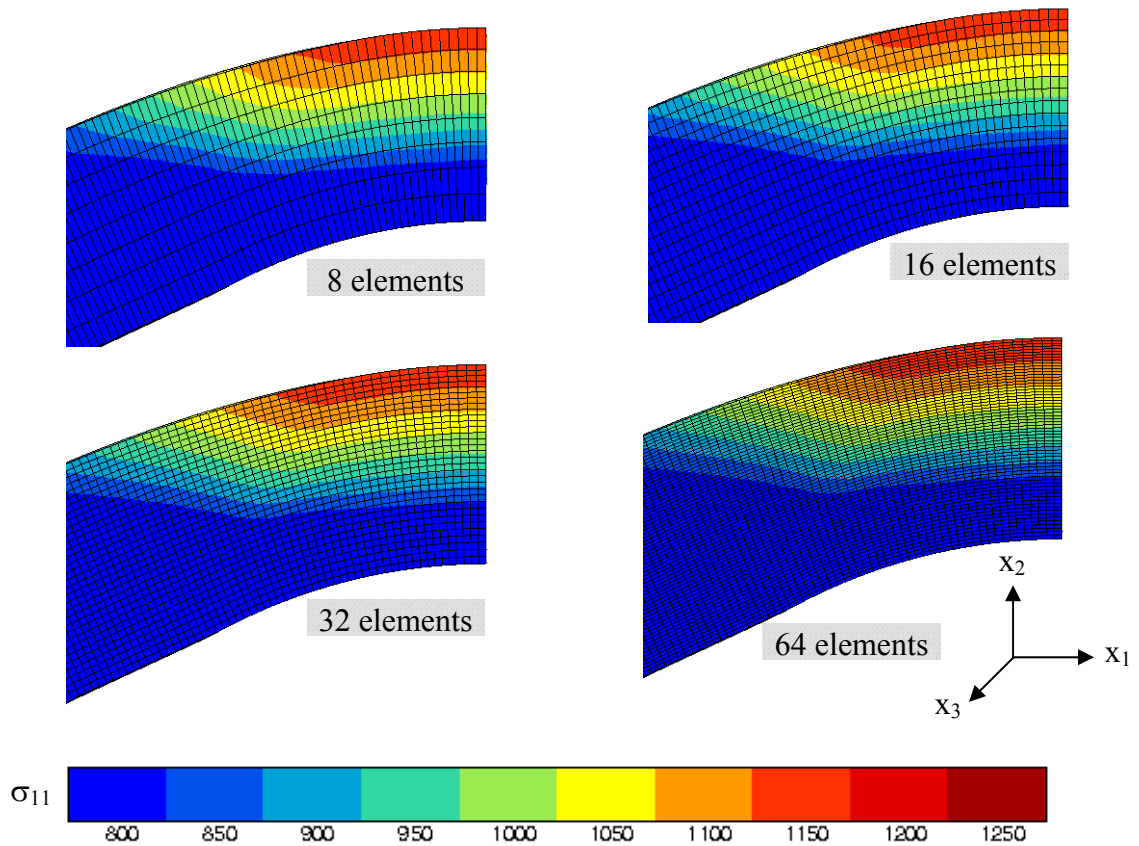 8 elements
16 elements
32 elements
64 elements
x₂
x₁
x₃
σ₁₁
800 850 900 950 1000 1050 1100 1150 1200 1250